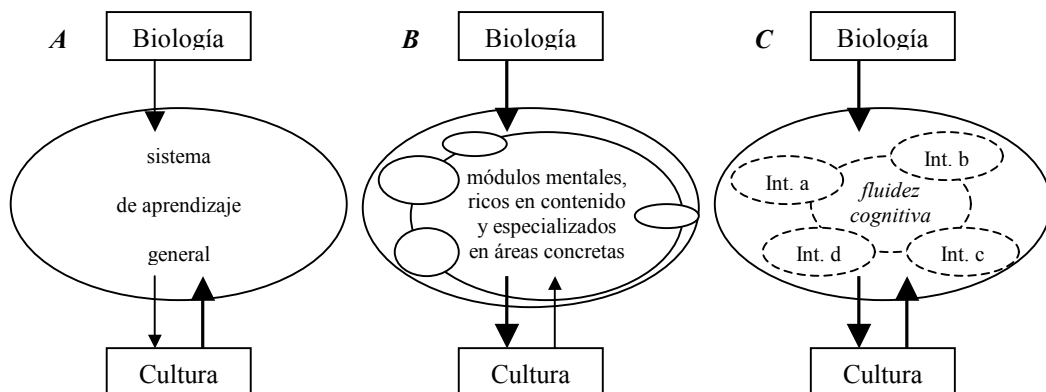 A
Biología
sistema
de aprendizaje
general
Cultura
B
Biología
módulos mentales,
ricos en contenido
y especializados
en áreas concretas
Cultura
C
Biología
Int. a
Int. b
fluidez
cognitiva
Int. d
Int. c
Cultura